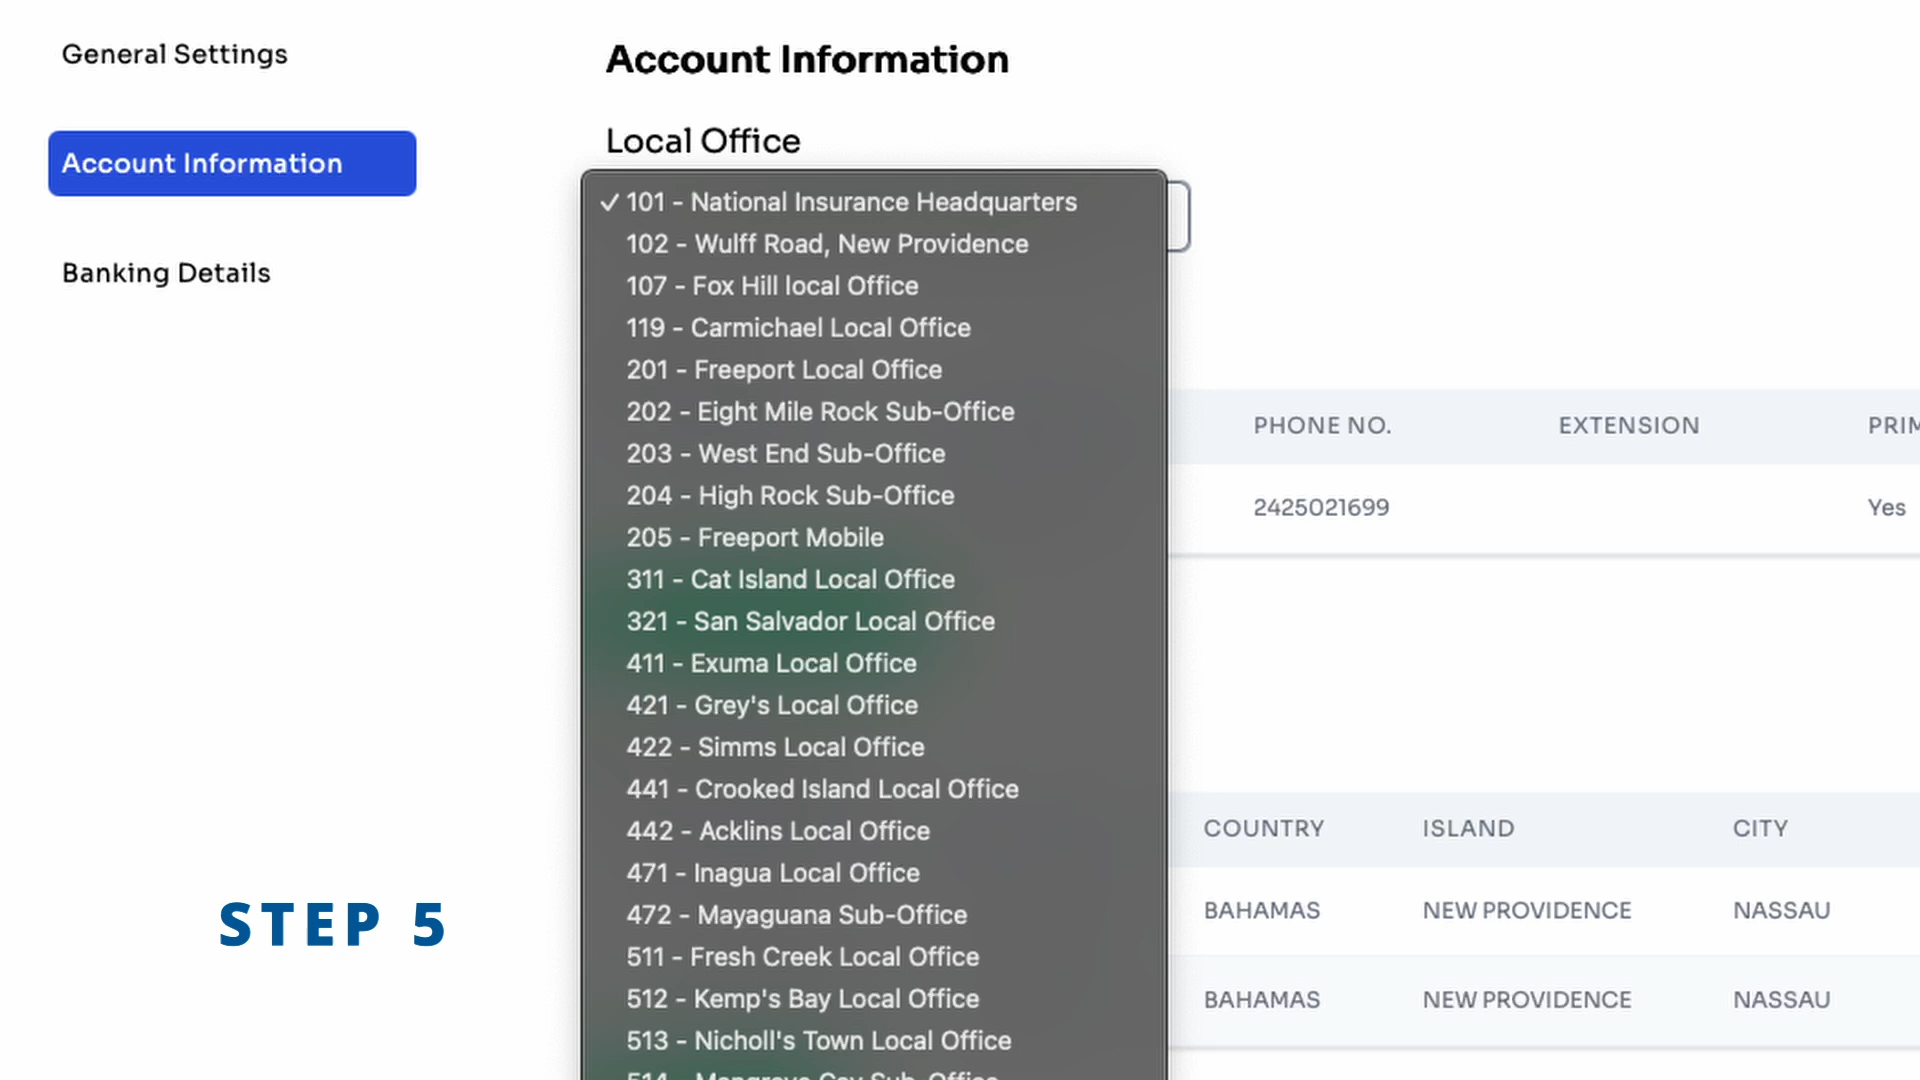 General Settings
Account Information
Banking Details
STEP 5
Account Information
Local Office
✓ 101 - National Insurance Headquarters
102 - Wulff Road, New Providence
107 - Fox Hill local Office
119 - Carmichael Local Office
201 - Freeport Local Office
202 - Eight Mile Rock Sub-Office
203 - West End Sub-Office
204 - High Rock Sub-Office
205 - Freeport Mobile
311 - Cat Island Local Office
321 - San Salvador Local Office
411 - Exuma Local Office
421 - Grey's Local Office
422 - Simms Local Office
441 - Crooked Island Local Office
442 - Acklins Local Office
471 - Inagua Local Office
472 - Mayaguana Sub-Office
511 - Fresh Creek Local Office
512 - Kemp's Bay Local Office
513 - Nicholl's Town Local Office
514 - Mangrove Cay Sub-Office
PHONE NO. EXTENSION PRIM
2425021699 Yes
COUNTRY ISLAND CITY
BAHAMAS NEW PROVIDENCE NASSAU
BAHAMAS NEW PROVIDENCE NASSAU